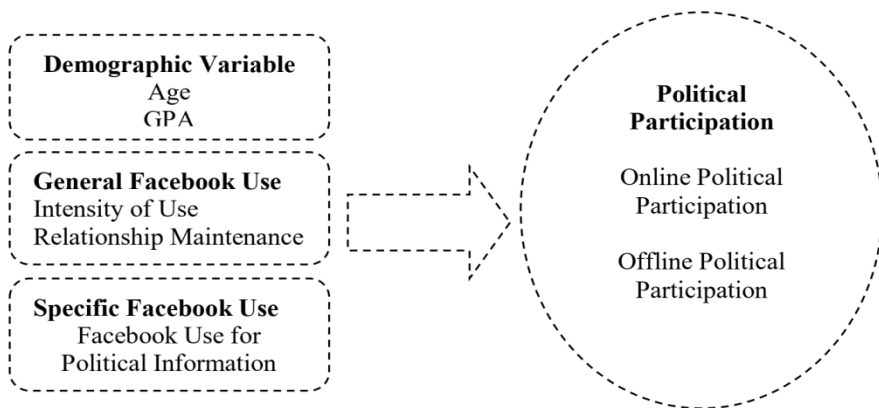 Demographic Variable
Age
GPA
General Facebook Use
Intensity of Use
Relationship Maintenance
Specific Facebook Use
Facebook Use for
Political Information
Political
Participation
Online Political
Participation
Offline Political
Participation